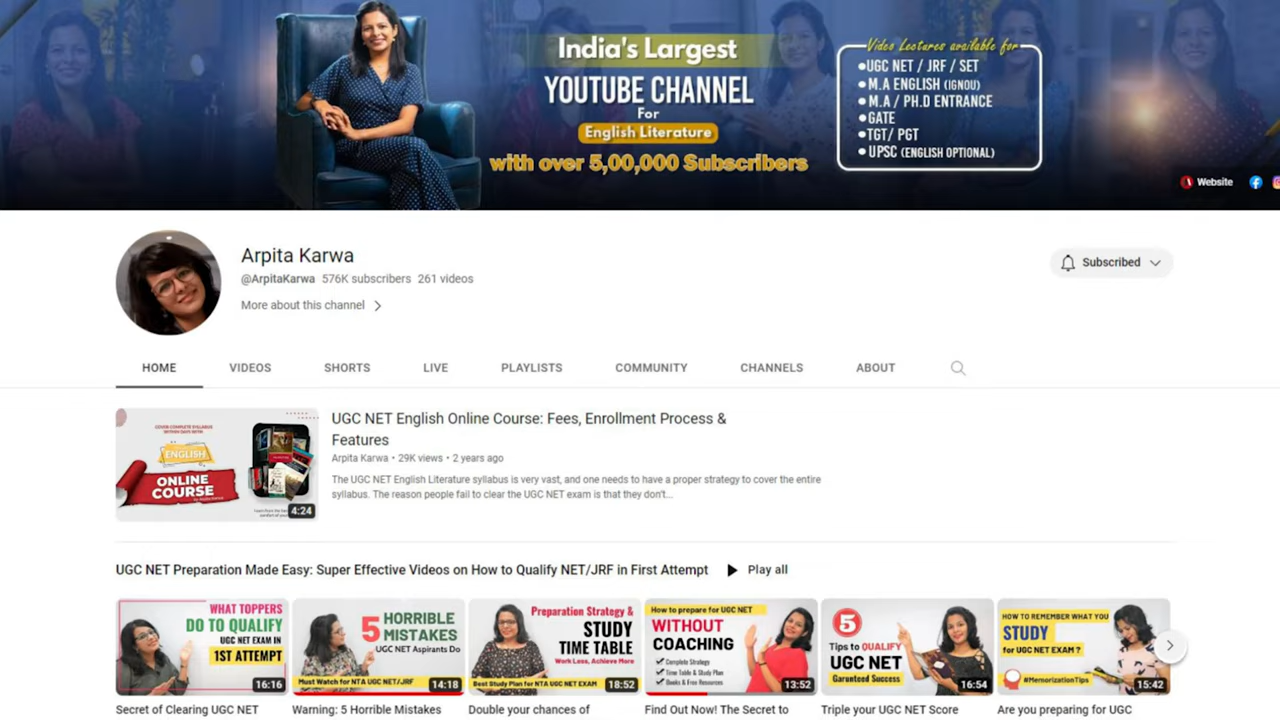 India's Largest
YOUTUBE CHANNEL
For
English Literature
with over 5,00,000 Subscribers
Video Lectures available for
•UGC NET / JRF / SET
•M.A ENGLISH (IGNOU)
•M.A / PH.D ENTRANCE
•GATE
•TGT/ PGT
•UPSC (ENGLISH OPTIONAL)
Website
Arpita Karwa
@ArpitaKarwa 576K subscribers 261 videos
More about this channel
Subscribed
HOME VIDEOS SHORTS LIVE PLAYLISTS COMMUNITY CHANNELS ABOUT
COVER COMPLETE SYLLABUS
ENGLISH
ONLINE
COURSE
4:24
UGC NET English Online Course: Fees, Enrollment Process &
Features
Arpita Karwa • 29K views • 2 years ago
The UGC NET English Literature syllabus is very vast, and one needs to have a proper strategy to cover the entire
syllabus. The reason people fail to clear the UGC NET exam is that they don't...
UGC NET Preparation Made Easy: Super Effective Videos on How to Qualify NET/JRF in First Attempt Play all
WHAT TOPPERS
DO TO QUALIFY
UGC NET EXAM IN
1ST ATTEMPT
16:16
5 HORRIBLE
MISTAKES
UGC NET Aspirants Do
Must Watch for NTA UGC NET/JRF
14:18
Preparation Strategy &
STUDY
TIME TABLE
Work Less, Achieve More
Best Study Plan for NTA UGC NET EXAM
18:52
How to prepare for UGC NET
WITHOUT
COACHING
Complete Strategy
Time Table & Study Plan
Books & Free Resources
13:52
5
Tips to QUALIFY
UGC NET
Garunteed Success
16:54
HOW TO REMEMBER WHAT YOU
STUDY
for UGC NET EXAM ?
#MemorizationTips
15:42
Secret of Clearing UGC NET
Warning: 5 Horrible Mistakes
Double your chances of
Find Out Now! The Secret to
Triple your UGC NET Score
Are you preparing for UGC